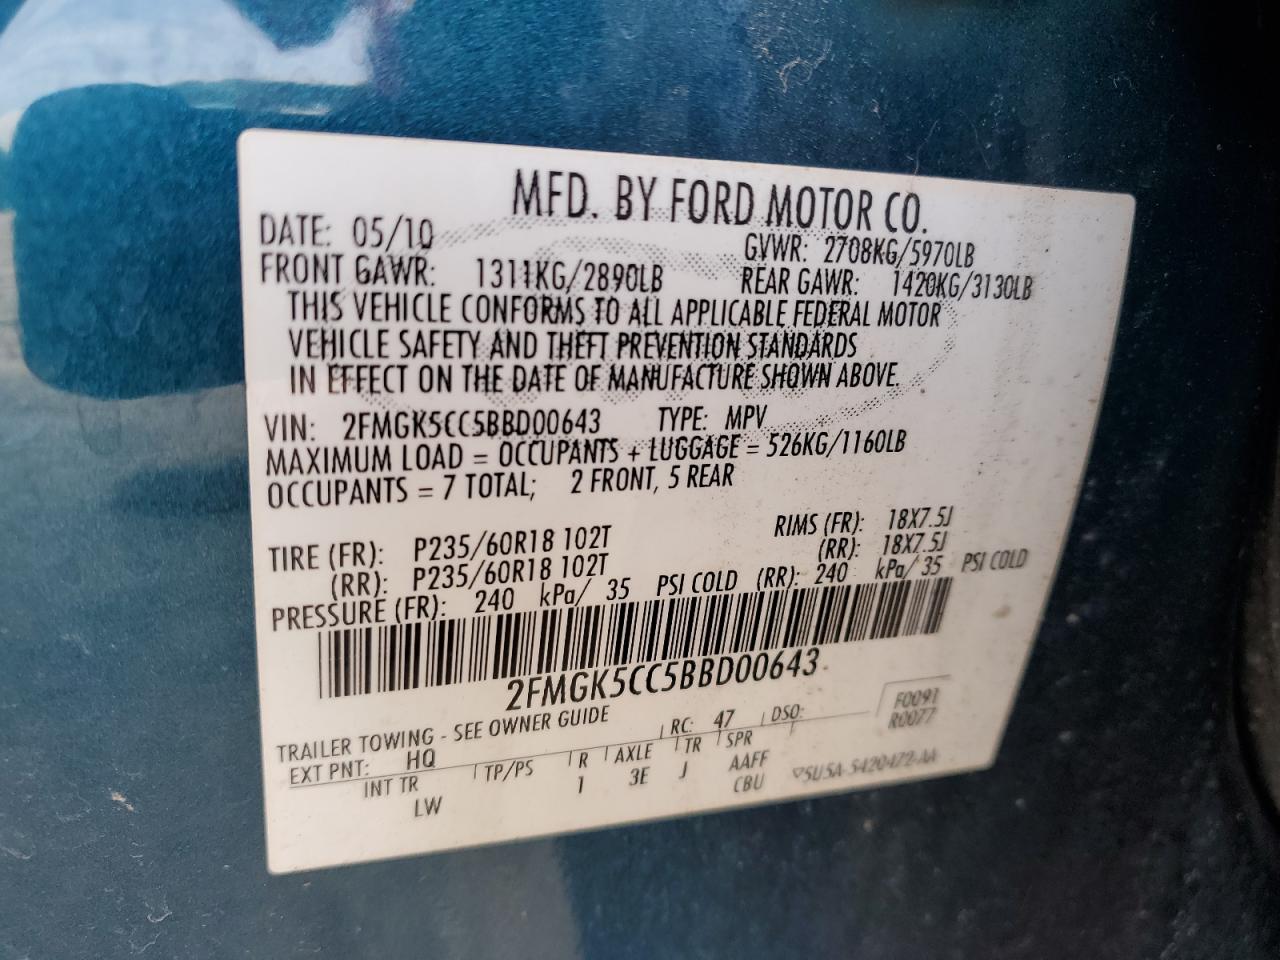 MFD. BY FORD MOTOR CO.
DATE: 05/10 GVWR: 2708KG/5970LB
FRONT GAWR: 1311KG/2890LB REAR GAWR: 1420KG/3130LB
THIS VEHICLE CONFORMS TO ALL APPLICABLE FEDERAL MOTOR
VEHICLE SAFETY AND THEFT PREVENTION STANDARDS
IN EFFECT ON THE DATE OF MANUFACTURE SHOWN ABOVE.
VIN: 2FMGK5CC5BBD00643 TYPE: MPV
MAXIMUM LOAD = OCCUPANTS + LUGGAGE = 526KG/1160LB
OCCUPANTS = 7 TOTAL; 2 FRONT, 5 REAR
TIRE (FR): P235/60R18 102T RIMS (FR): 18X7.5J
(RR): P235/60R18 102T (RR): 18X7.5J
PRESSURE (FR): 240 kPa/ 35 PSI COLD (RR): 240 kPa/ 35 PSI COLD
2FMGK5CC5BBD00643
TRAILER TOWING - SEE OWNER GUIDE F0091
EXT PNT: HQ RC: 47 DSO: R0077
INT TR TP/PS R AXLE TR SPR
LW 1 3E J AAFF
CBU 5U5A-5420472-AA